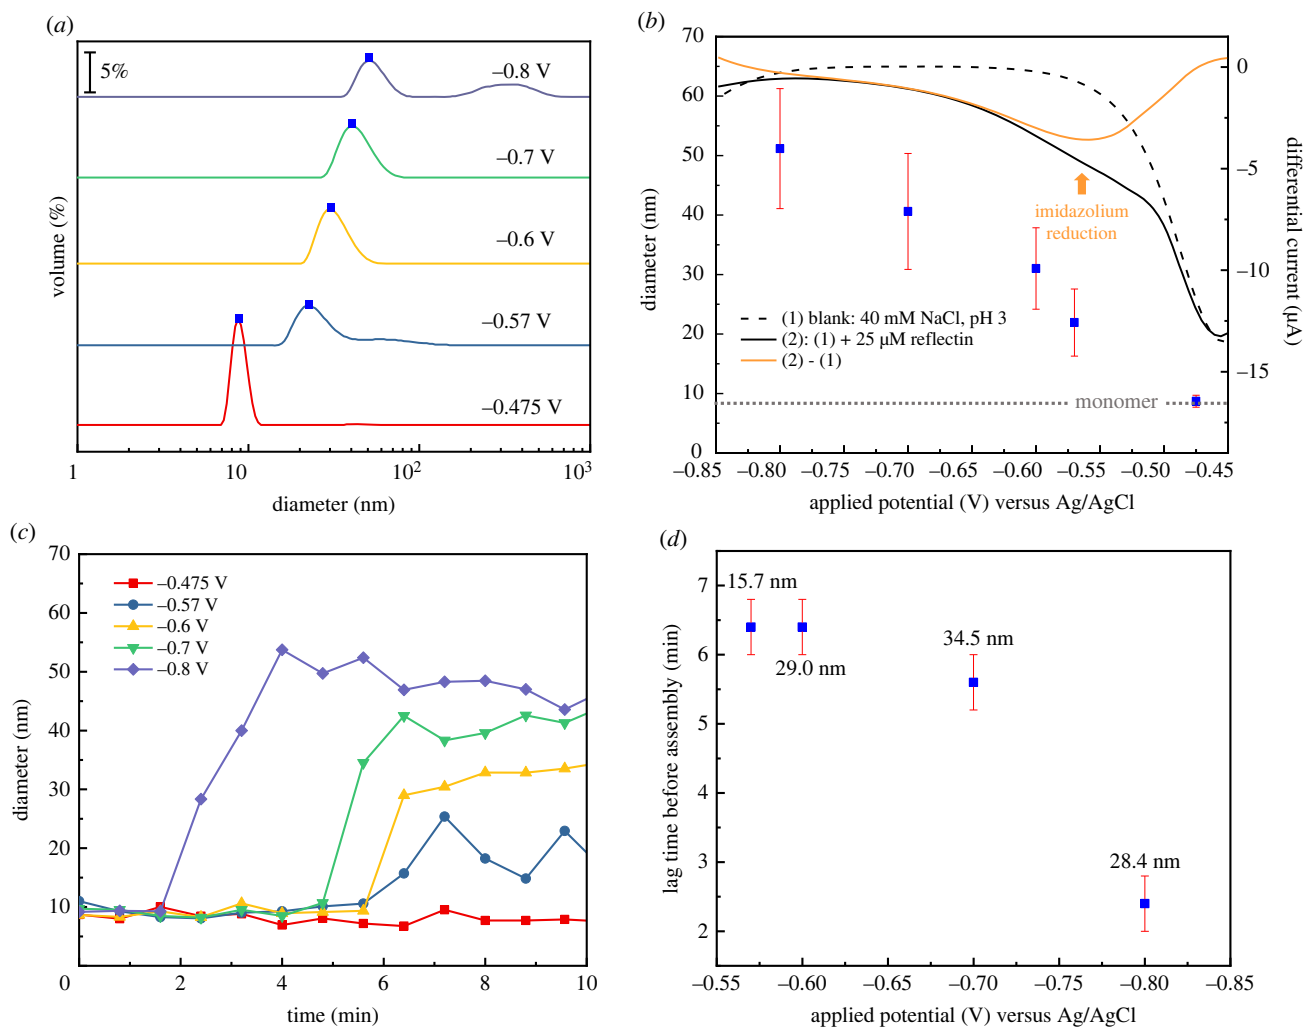 (a)
5%
–0.8 V
–0.7 V
–0.6 V
–0.57 V
–0.475 V
volume (%)
1
10
10²
10³
diameter (nm)
(b)
70
60
50
40
30
20
10
0
diameter (nm)
0
–5
–10
–15
differential current (µA)
imidazolium
reduction
(1) blank: 40 mM NaCl, pH 3
(2): (1) + 25 µM reflectin
(2) - (1)
monomer
–0.85 –0.80 –0.75 –0.70 –0.65 –0.60 –0.55 –0.50 –0.45
applied potential (V) versus Ag/AgCl
(c)
70
60
50
40
30
20
10
0
diameter (nm)
–0.475 V
–0.57 V
–0.6 V
–0.7 V
–0.8 V
0 2 4 6 8 10
time (min)
(d)
7
6
5
4
3
2
lag time before assembly (min)
15.7 nm
29.0 nm
34.5 nm
28.4 nm
–0.55 –0.60 –0.65 –0.70 –0.75 –0.80 –0.85
applied potential (V) versus Ag/AgCl